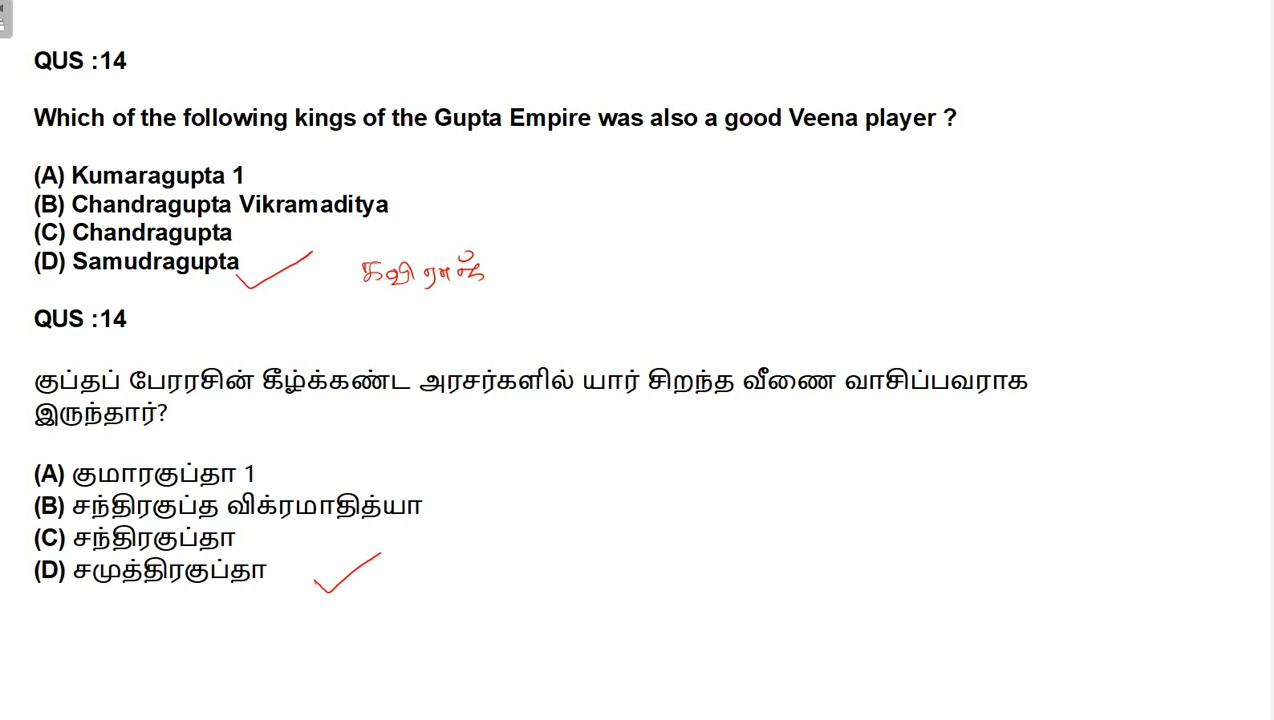 QUS :14
Which of the following kings of the Gupta Empire was also a good Veena player ?
(A) Kumaragupta 1
(B) Chandragupta Vikramaditya
(C) Chandragupta
(D) Samudragupta
கவிராஜ்
QUS :14
குப்தப் பேரரசின் கீழ்க்கண்ட அரசர்களில் யார் சிறந்த வீணை வாசிப்பவராக
இருந்தார்?
(A) குமாரகுப்தா 1
(B) சந்திரகுப்த விக்ரமாதித்யா
(C) சந்திரகுப்தா
(D) சமுத்திரகுப்தா